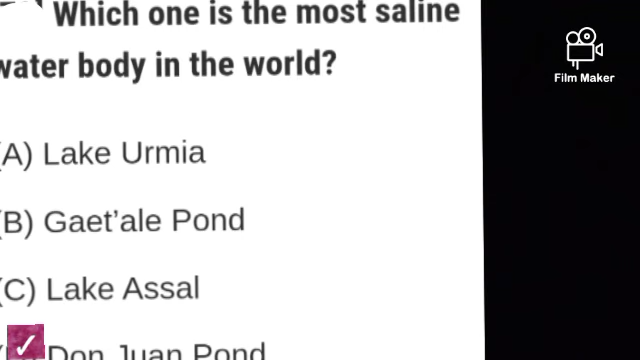 Which one is the most saline
water body in the world?
Film Maker
(A) Lake Urmia
(B) Gaet’ale Pond
(C) Lake Assal
Don Juan Pond